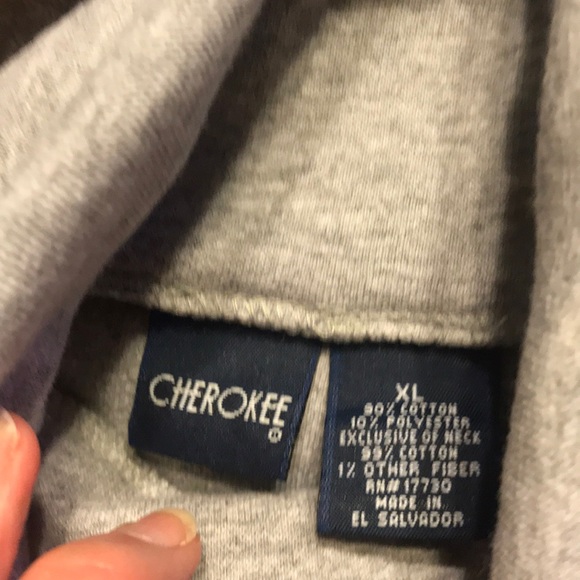 CHEROKEE
®
XL
90% COTTON
10% POLYESTER
EXCLUSIVE OF NECK
99% COTTON
1% OTHER FIBER
RN# 17730
MADE IN
EL SALVADOR